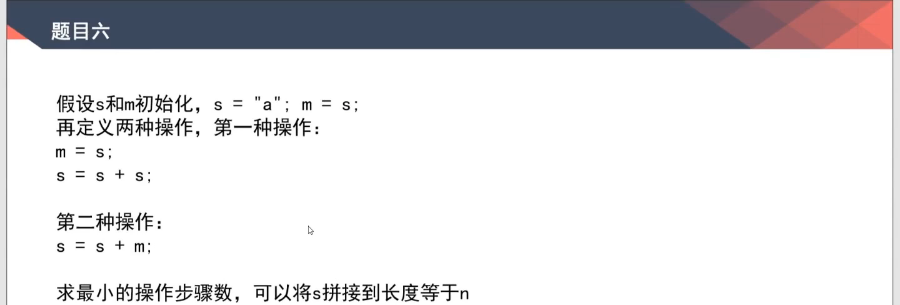 题目六
假设s和m初始化，s = "a"; m = s;
再定义两种操作，第一种操作：
m = s;
s = s + s;
第二种操作：
s = s + m;
求最小的操作步骤数，可以将s拼接到长度等于n